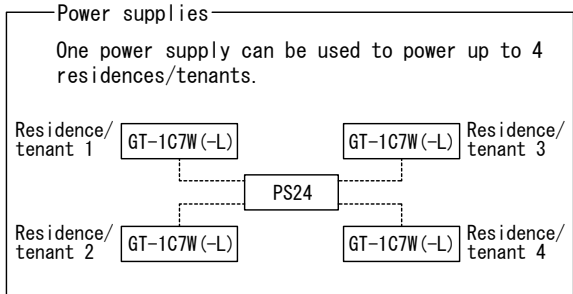 Power supplies
One power supply can be used to power up to 4
residences/tenants.
Residence/
tenant 1
GT-1C7W(-L)
GT-1C7W(-L)
Residence/
tenant 3
PS24
Residence/
tenant 2
GT-1C7W(-L)
GT-1C7W(-L)
Residence/
tenant 4